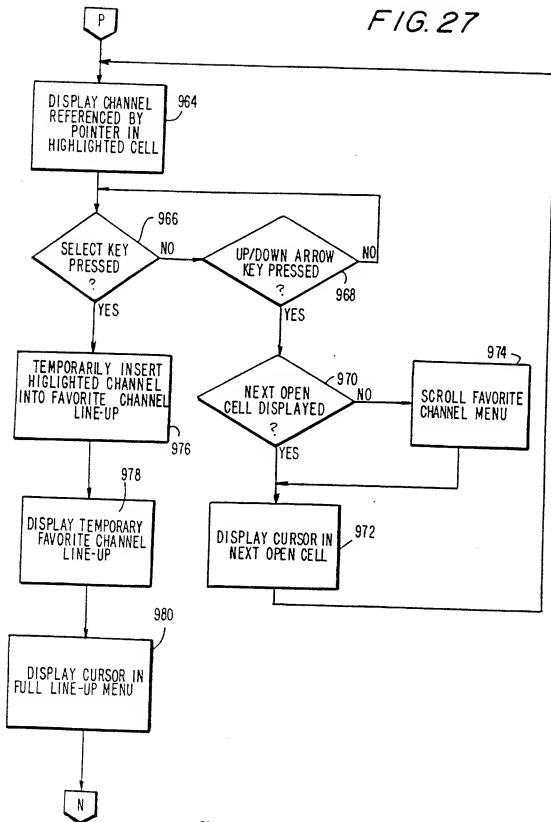 P
FIG. 27
DISPLAY CHANNEL
REFERENCED BY
POINTER IN
HIGHLIGHTED CELL
964
SELECT KEY
PRESSED
?
966
NO
YES
UP/DOWN ARROW
KEY PRESSED
?
968
NO
YES
NEXT OPEN
CELL DISPLAYED
?
970
NO
YES
974
SCROLL FAVORITE
CHANNEL MENU
TEMPORARILY INSERT
HIGLIGHTED CHANNEL
INTO FAVORITE CHANNEL
LINE-UP
976
DISPLAY CURSOR IN
NEXT OPEN CELL
972
978
DISPLAY TEMPORARY
FAVORITE CHANNEL
LINE-UP
980
DISPLAY CURSOR IN
FULL LINE-UP MENU
N